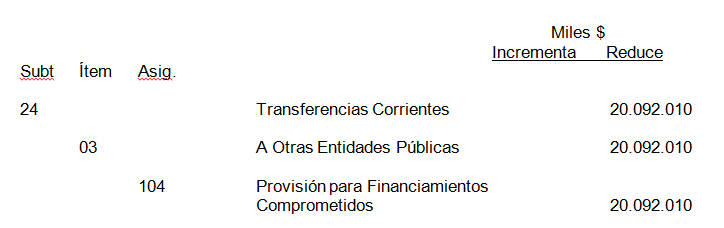 Miles $
Incrementa Reduce
Subt Ítem Asig.
24 Transferencias Corrientes 20.092.010
03 A Otras Entidades Públicas 20.092.010
104 Provisión para Financiamientos
Comprometidos 20.092.010